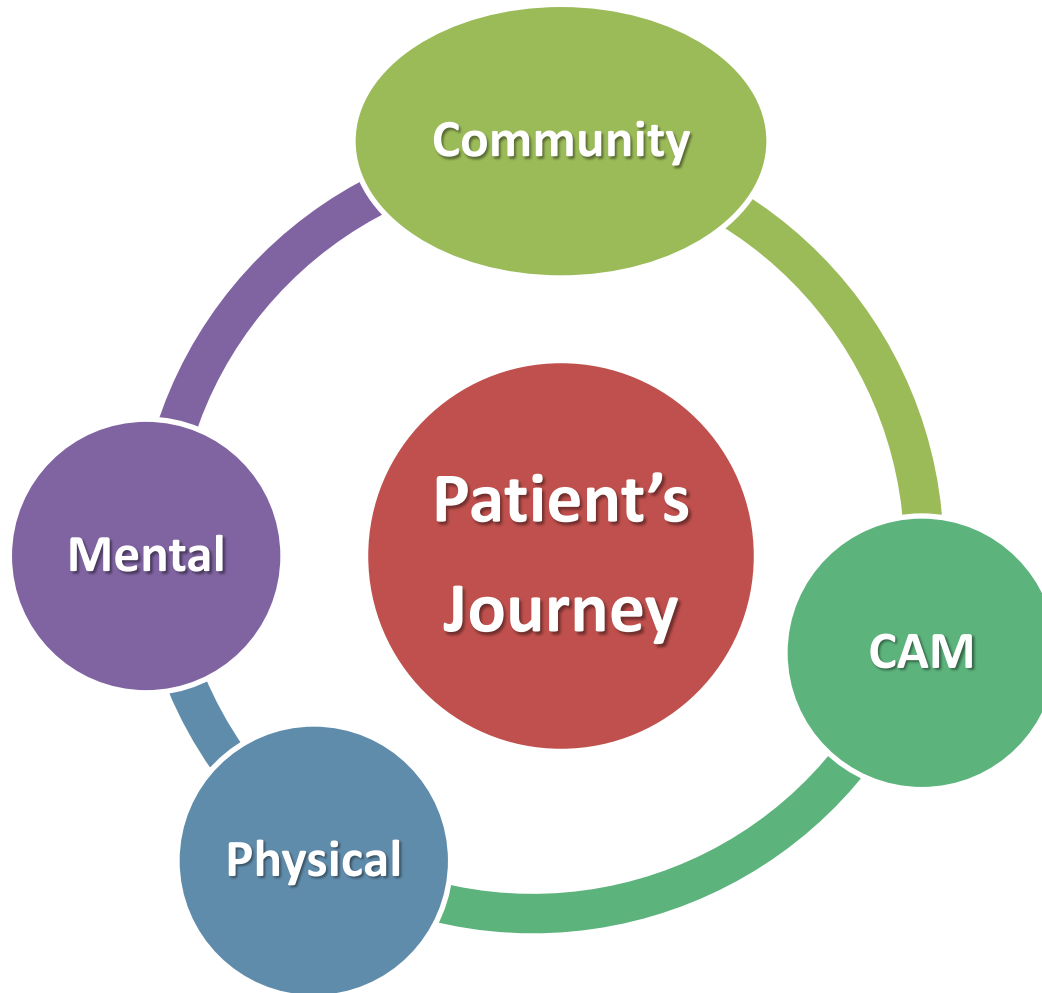 Community
Patient’s
Journey
Mental
CAM
Physical